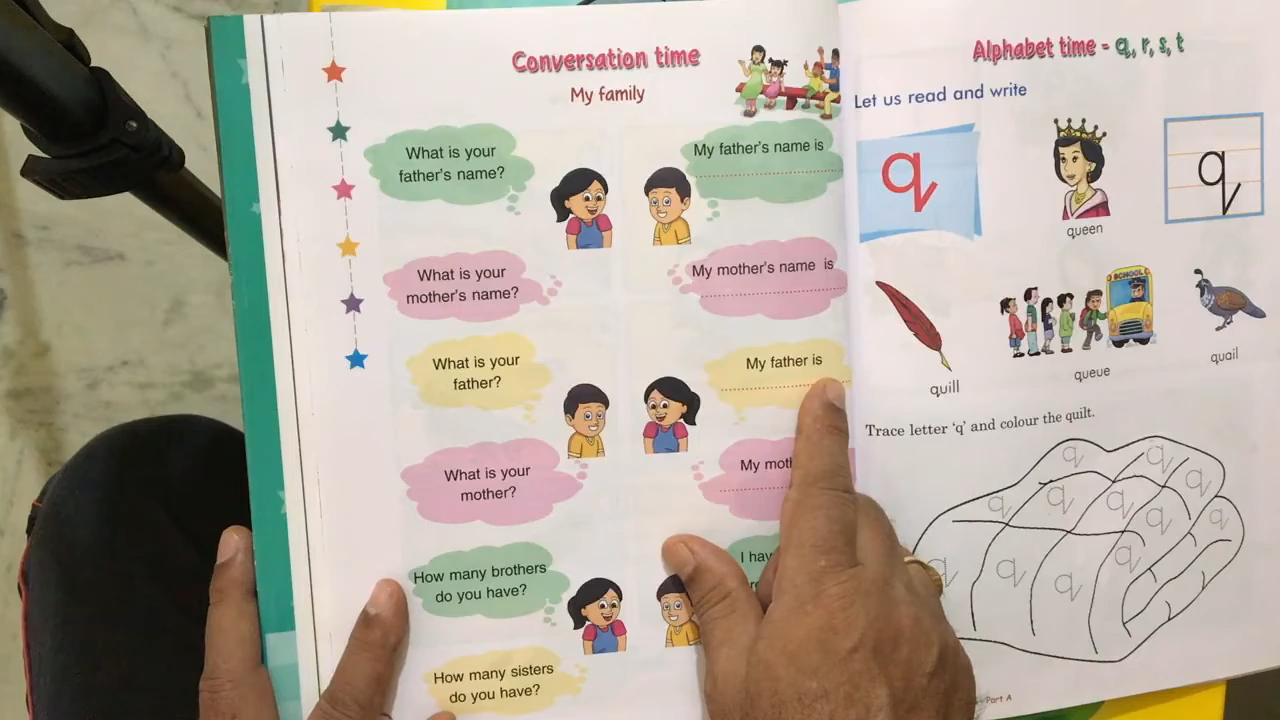 Conversation time
My family
What is your
father's name?
My father's name is
What is your
mother's name?
My mother's name is
What is your
father?
My father is
What is your
mother?
My
How many brothers
do you have?
I
How many sisters
do you have?
Alphabet time - q, r, s, t
Let us read and write
q
queen
q
quill
SCHOOL
queue
quail
Trace letter 'q' and colour the quilt.
q q q
q q q q q
q q q q q
Part A